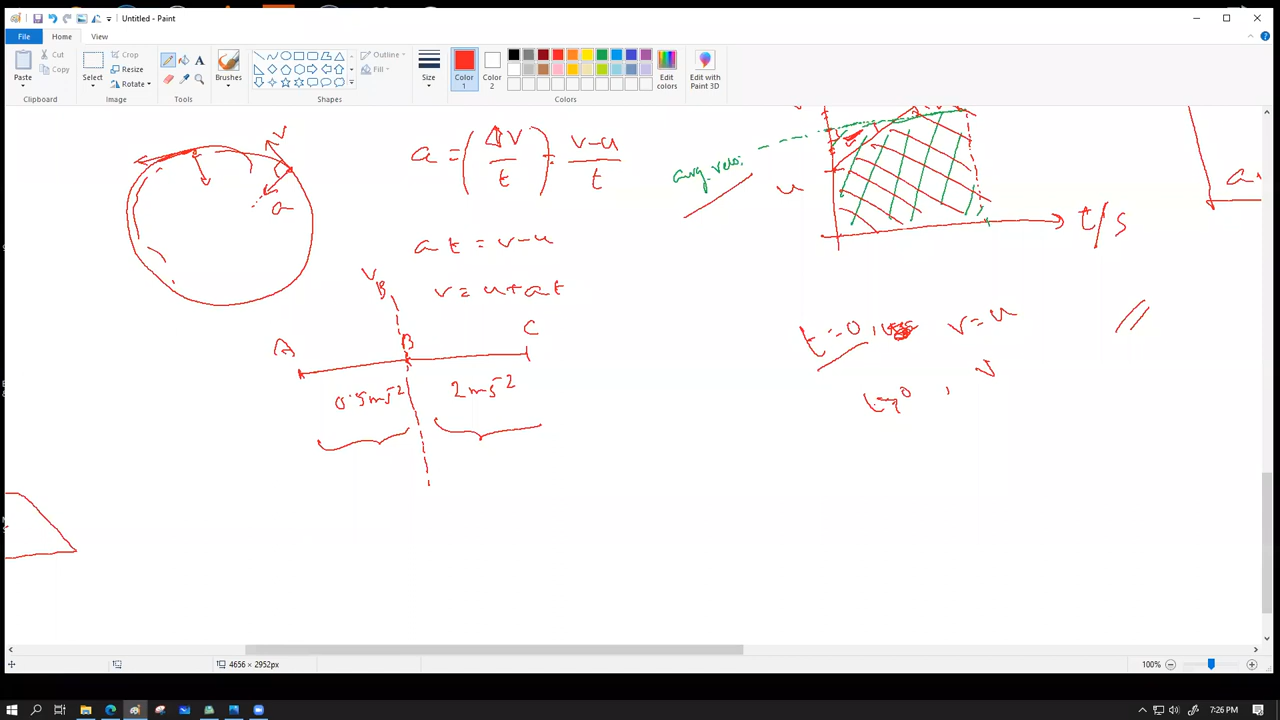 Untitled - Paint
File
Home
View
Paste
Cut
Copy
Clipboard
Select
Crop
Resize
Rotate
Image
Tools
Brushes
Shapes
Outline
Fill
Size
Color 1
Color 2
Edit colors
Colors
Edit with Paint 3D
V
a
a = (ΔV/t) = v-u/t
at = v-u
v = u+at
avg. velo.
u
t/s
a
VB
A
B
C
0.5ms⁻²
2ms⁻²
t=0,
v=u
V
4656 × 2952px
100%
7:26 PM